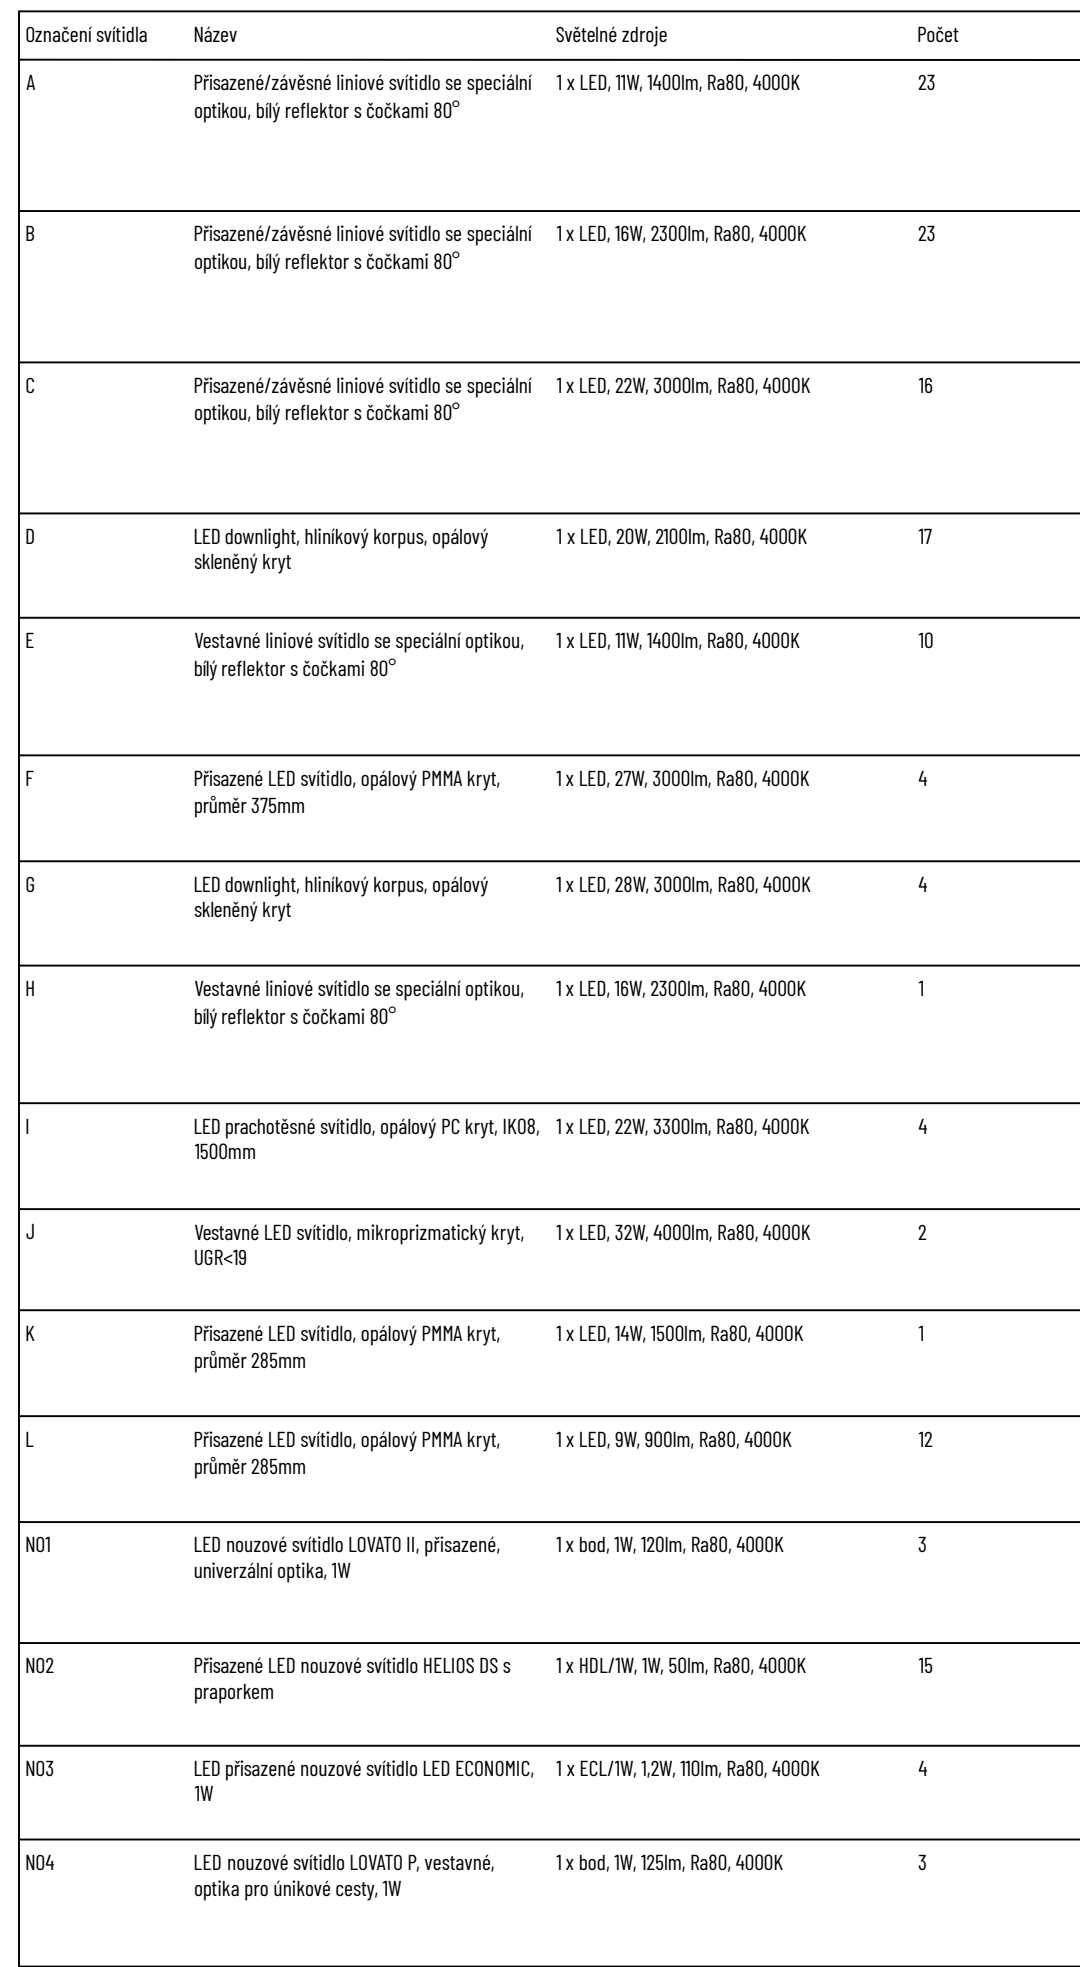 Označení svítidla Název Světelné zdroje Počet
A Přisazené/závěsné liniové svítidlo se speciální 1 x LED, 11W, 1400lm, Ra80, 4000K 23
optikou, bílý reflektor s čočkami 80°
B Přisazené/závěsné liniové svítidlo se speciální 1 x LED, 16W, 2300lm, Ra80, 4000K 23
optikou, bílý reflektor s čočkami 80°
C Přisazené/závěsné liniové svítidlo se speciální 1 x LED, 22W, 3000lm, Ra80, 4000K 16
optikou, bílý reflektor s čočkami 80°
D LED downlight, hliníkový korpus, opálový 1 x LED, 20W, 2100lm, Ra80, 4000K 17
skleněný kryt
E Vestavné liniové svítidlo se speciální optikou, 1 x LED, 11W, 1400lm, Ra80, 4000K 10
bílý reflektor s čočkami 80°
F Přisazené LED svítidlo, opálový PMMA kryt, 1 x LED, 27W, 3000lm, Ra80, 4000K 4
průměr 375mm
G LED downlight, hliníkový korpus, opálový 1 x LED, 28W, 3000lm, Ra80, 4000K 4
skleněný kryt
H Vestavné liniové svítidlo se speciální optikou, 1 x LED, 16W, 2300lm, Ra80, 4000K 1
bílý reflektor s čočkami 80°
I LED prachotěsné svítidlo, opálový PC kryt, IK08, 1 x LED, 22W, 3300lm, Ra80, 4000K 4
1500mm
J Vestavné LED svítidlo, mikroprizmatický kryt, 1 x LED, 32W, 4000lm, Ra80, 4000K 2
UGR<19
K Přisazené LED svítidlo, opálový PMMA kryt, 1 x LED, 14W, 1500lm, Ra80, 4000K 1
průměr 285mm
L Přisazené LED svítidlo, opálový PMMA kryt, 1 x LED, 9W, 900lm, Ra80, 4000K 12
průměr 285mm
NO1 LED nouzové svítidlo LOVATO II, přisazené, 1 x bod, 1W, 120lm, Ra80, 4000K 3
univerzální optika, 1W
NO2 Přisazené LED nouzové svítidlo HELIOS DS s 1 x HDL/1W, 1W, 50lm, Ra80, 4000K 15
praporkem
NO3 LED přisazené nouzové svítidlo LED ECONOMIC, 1 x ECL/1W, 1,2W, 110lm, Ra80, 4000K 4
1W
NO4 LED nouzové svítidlo LOVATO P, vestavné, 1 x bod, 1W, 125lm, Ra80, 4000K 3
optika pro únikové cesty, 1W